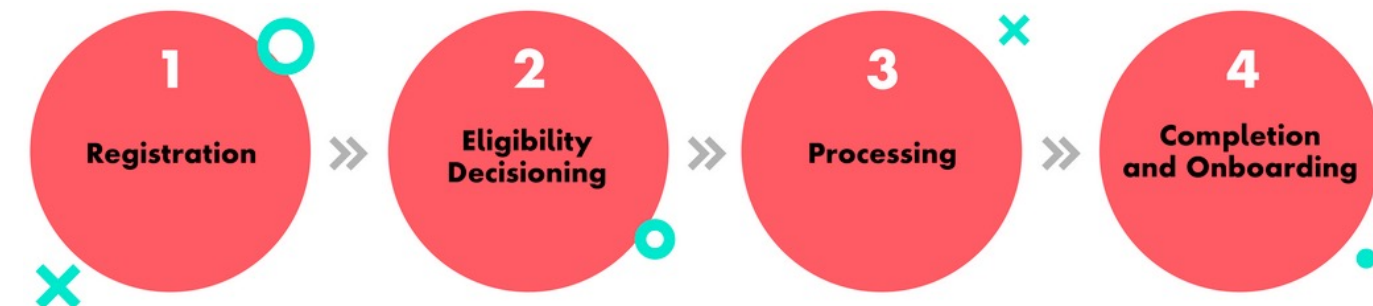 1
Registration
2
Eligibility
Decisioning
3
Processing
4
Completion
and Onboarding